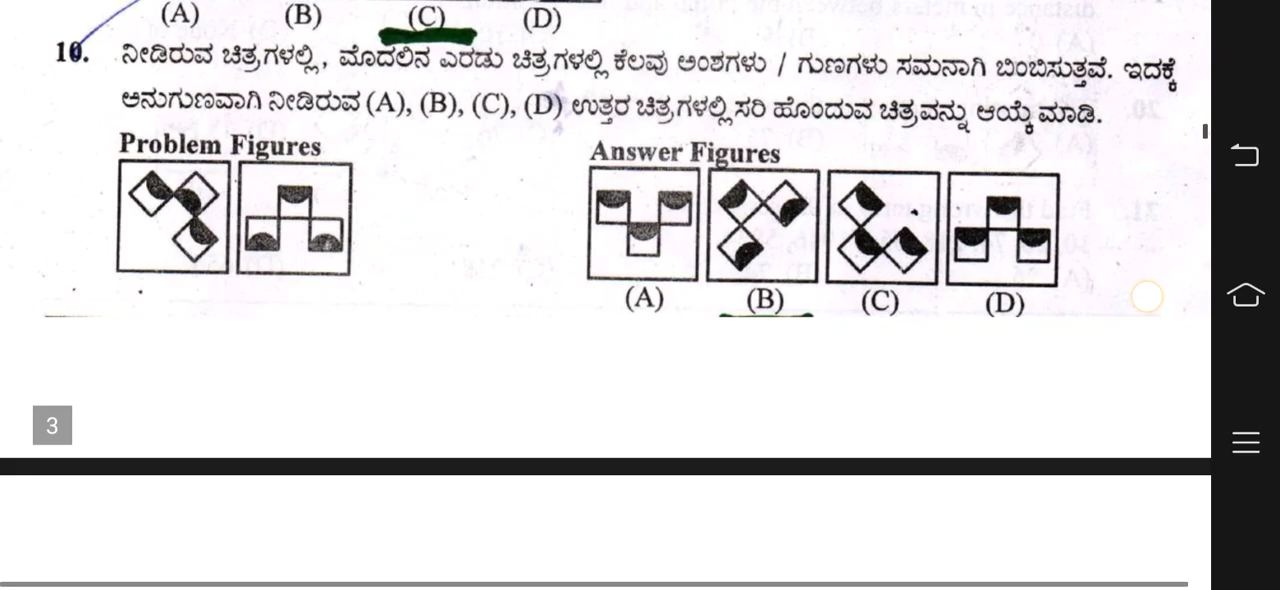 (A) (B) (C) (D)
10. ನೀಡಿರುವ ಚಿತ್ರಗಳಲ್ಲಿ, ಮೊದಲಿನ ಎರಡು ಚಿತ್ರಗಳಲ್ಲಿ ಕೆಲವು ಅಂಶಗಳು / ಗುಣಗಳು ಸಮನಾಗಿ ಬಿಂಬಿಸುತ್ತವೆ. ಇದಕ್ಕೆ
ಅನುಗುಣವಾಗಿ ನೀಡಿರುವ (A), (B), (C), (D) ಉತ್ತರ ಚಿತ್ರಗಳಲ್ಲಿ ಸರಿ ಹೊಂದುವ ಚಿತ್ರವನ್ನು ಆಯ್ಕೆ ಮಾಡಿ.
Problem Figures Answer Figures
(A) (B) (C) (D)
3